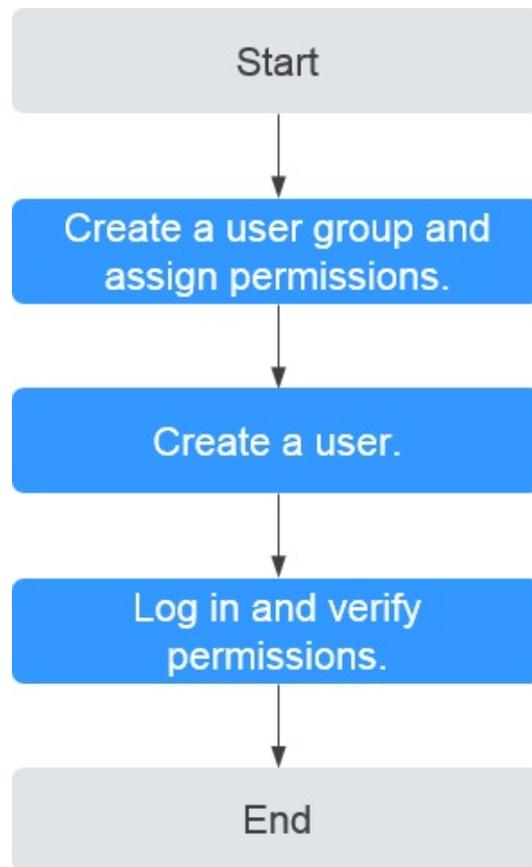 Start
Create a user group and
assign permissions.
Create a user.
Log in and verify
permissions.
End